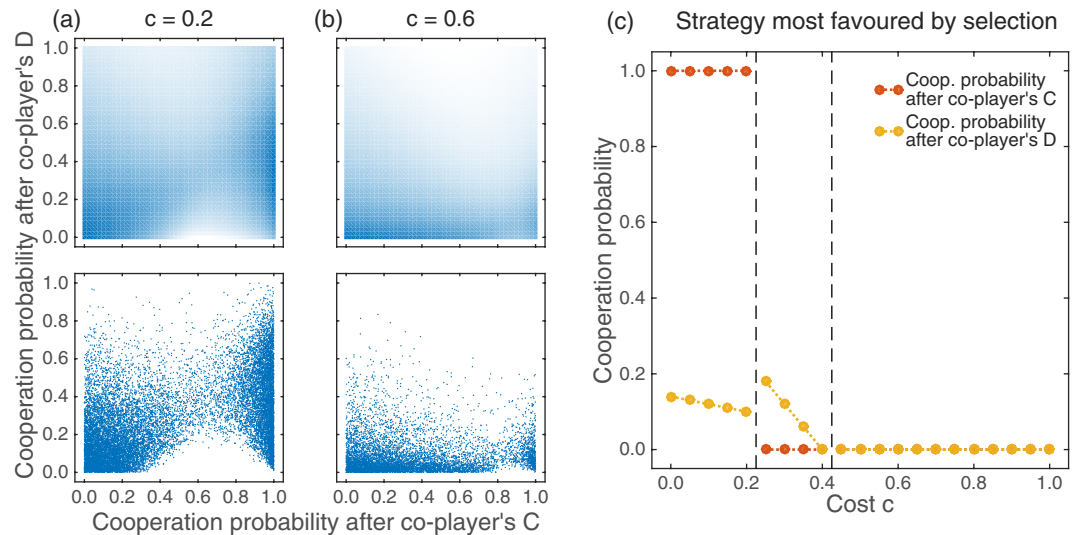 (a)
c = 0.2
(b)
c = 0.6
Cooperation probability after co-player's D
1.0
0.8
0.6
0.4
0.2
0.0
1.0
0.8
0.6
0.4
0.2
0.0
0.0 0.2 0.4 0.6 0.8 1.0
0.0 0.2 0.4 0.6 0.8 1.0
Cooperation probability after co-player's C
(c)
Strategy most favoured by selection
Cooperation probability
1.0
0.8
0.6
0.4
0.2
0.0
Coop. probability
after co-player's C
Coop. probability
after co-player's D
0.0 0.2 0.4 0.6 0.8 1.0
Cost c